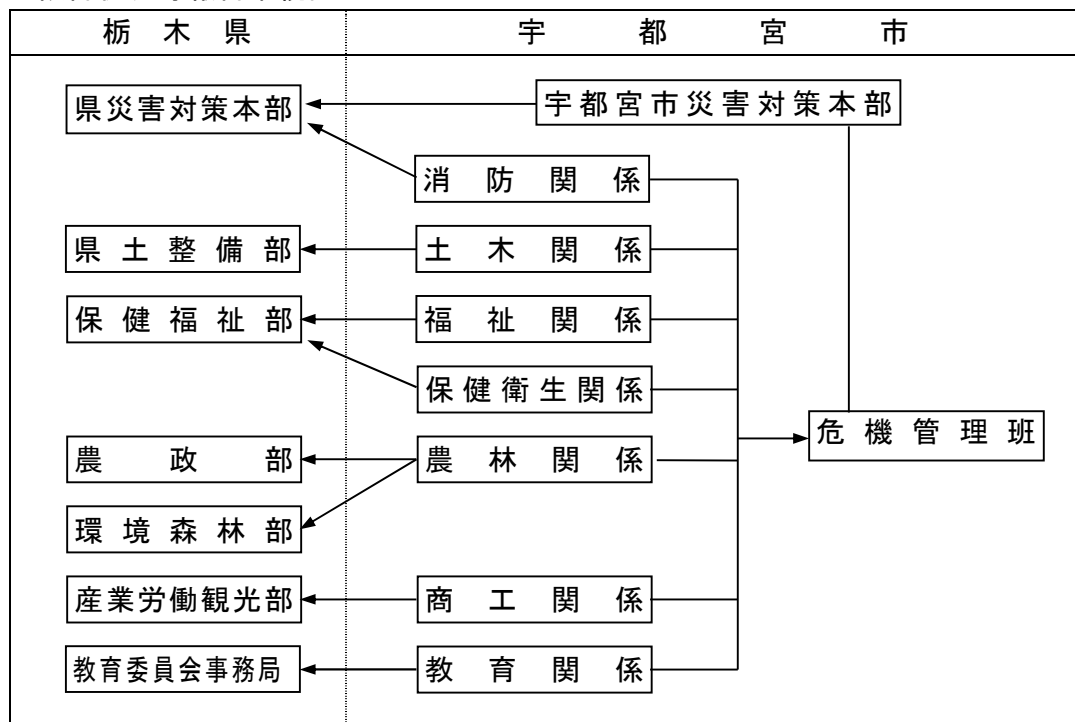 栃木県 宇都宮市
県災害対策本部 宇都宮市災害対策本部
消防関係
県土整備部 土木関係
保健福祉部 福祉関係
保健衛生関係
危機管理班
農政部 農林関係
環境森林部
産業労働観光部 商工関係
教育委員会事務局 教育関係